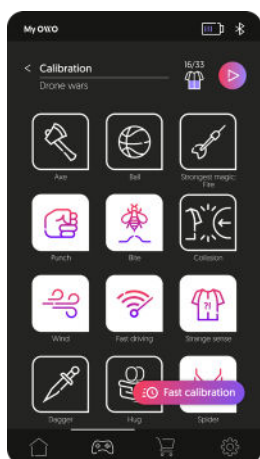 My OWO
< Calibration
16/33
Drone wars
Axe
Ball
Strongest magic:
Fire
Punch
Bite
Collision
Wind
Fast driving
Strange sense
?!
Dagger
Hug
Spider
Fast calibration